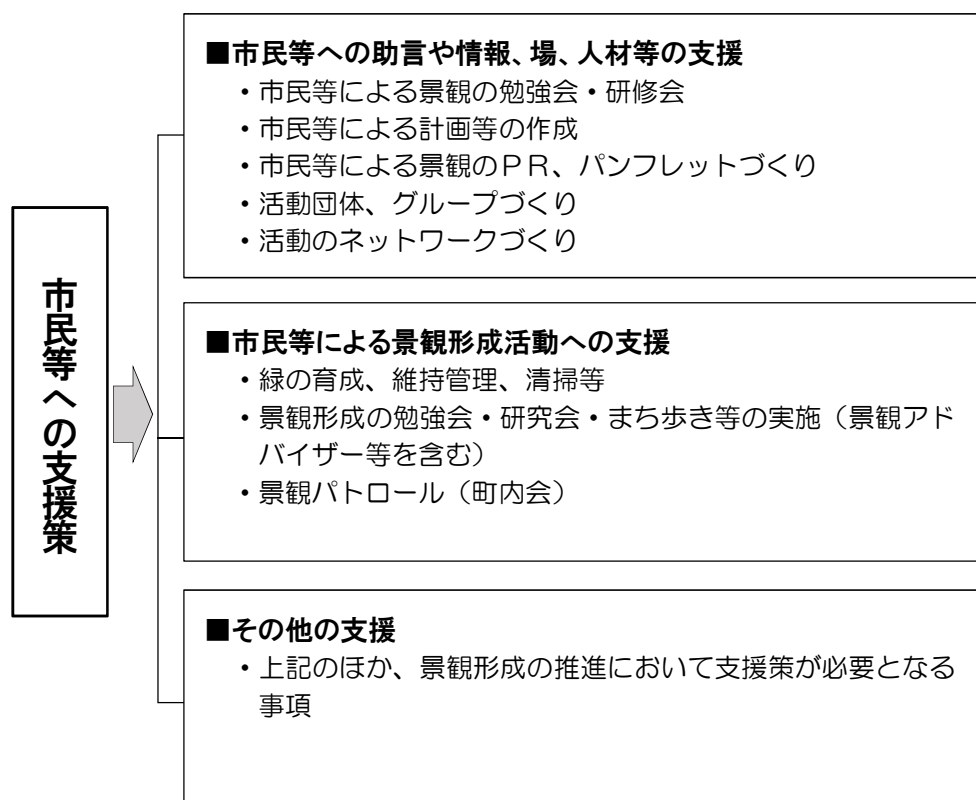 市民等への支援策
■市民等への助言や情報、場、人材等の支援
・市民等による景観の勉強会・研修会
・市民等による計画等の作成
・市民等による景観のＰＲ、パンフレットづくり
・活動団体、グループづくり
・活動のネットワークづくり
■市民等による景観形成活動への支援
・緑の育成、維持管理、清掃等
・景観形成の勉強会・研究会・まち歩き等の実施（景観アド
バイザー等を含む）
・景観パトロール（町内会）
■その他の支援
・上記のほか、景観形成の推進において支援策が必要となる
事項